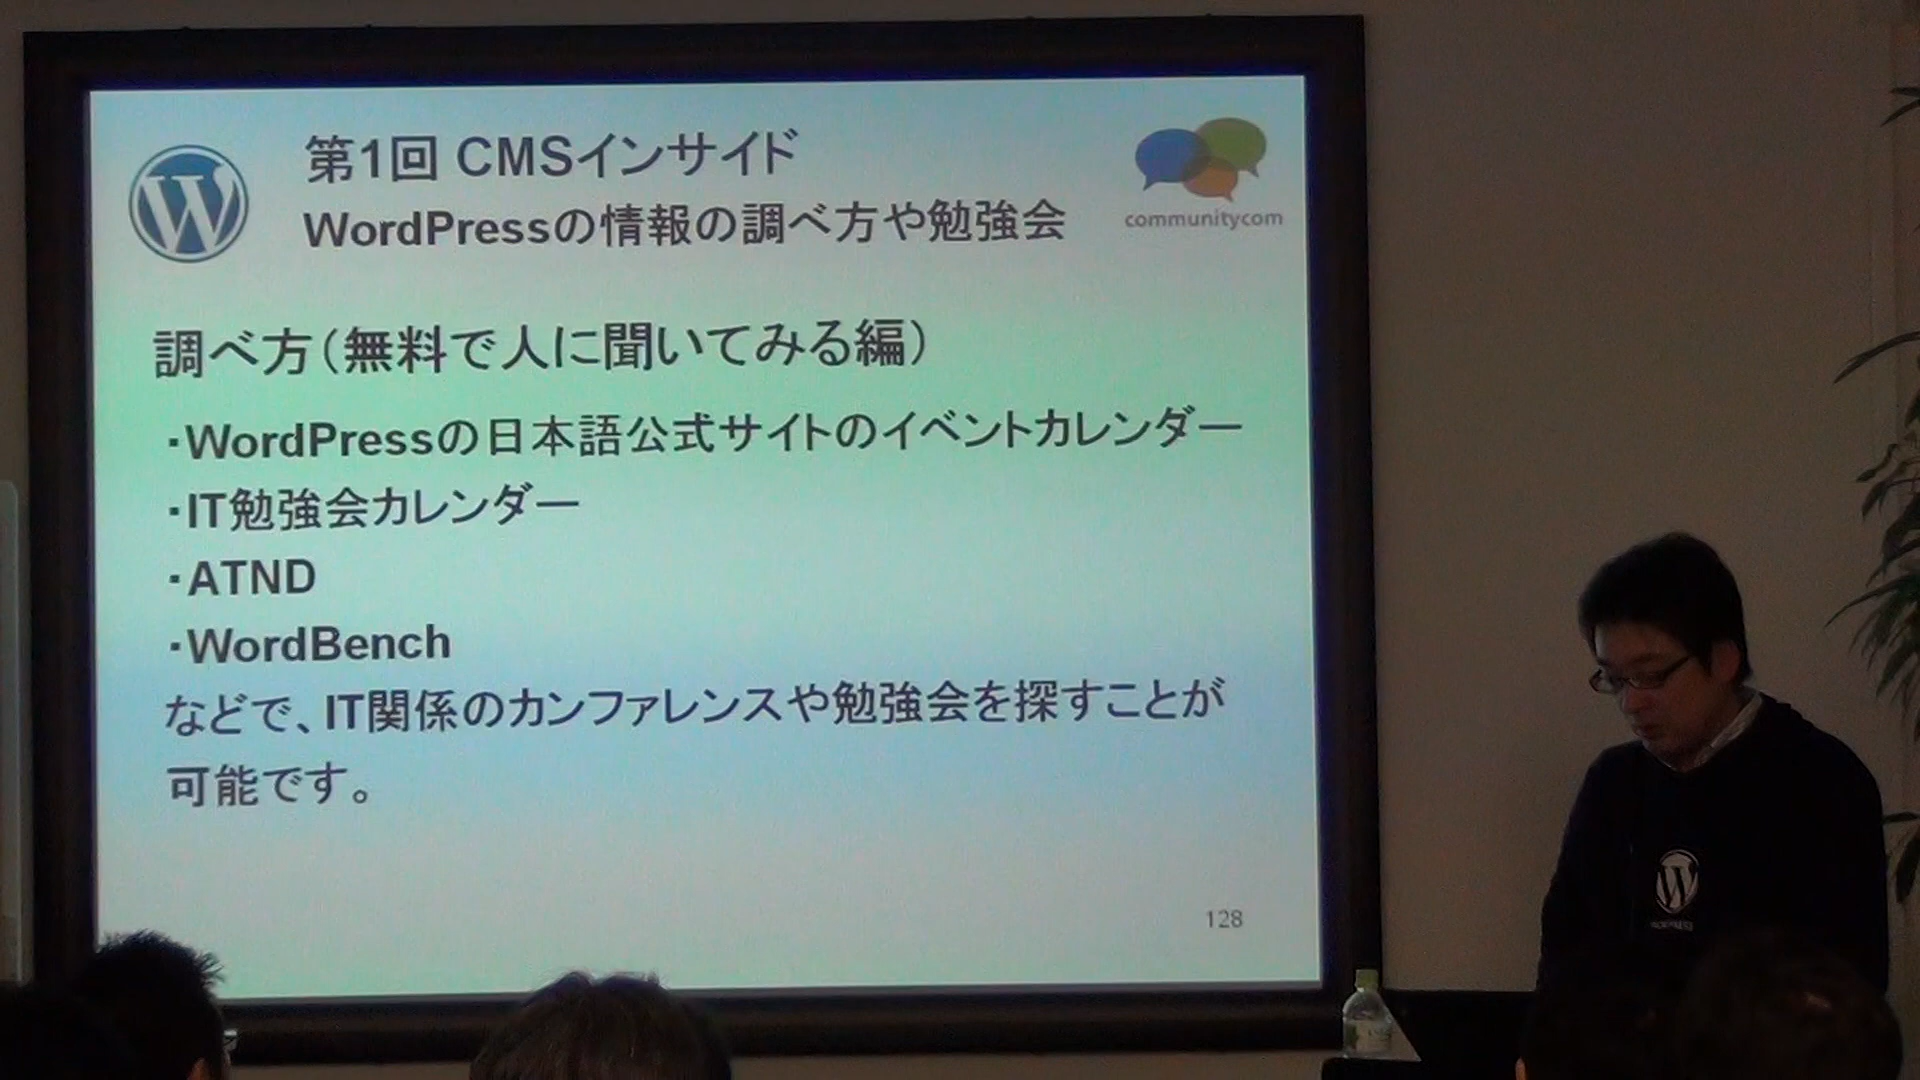 第1回 CMSインサイド
WordPressの情報の調べ方や勉強会
communitycom
調べ方(無料で人に聞いてみる編)
・WordPressの日本語公式サイトのイベントカレンダー
・IT勉強会カレンダー
・ATND
・WordBench
などで、IT関係のカンファレンスや勉強会を探すことが
可能です。
128
WORDPRESS